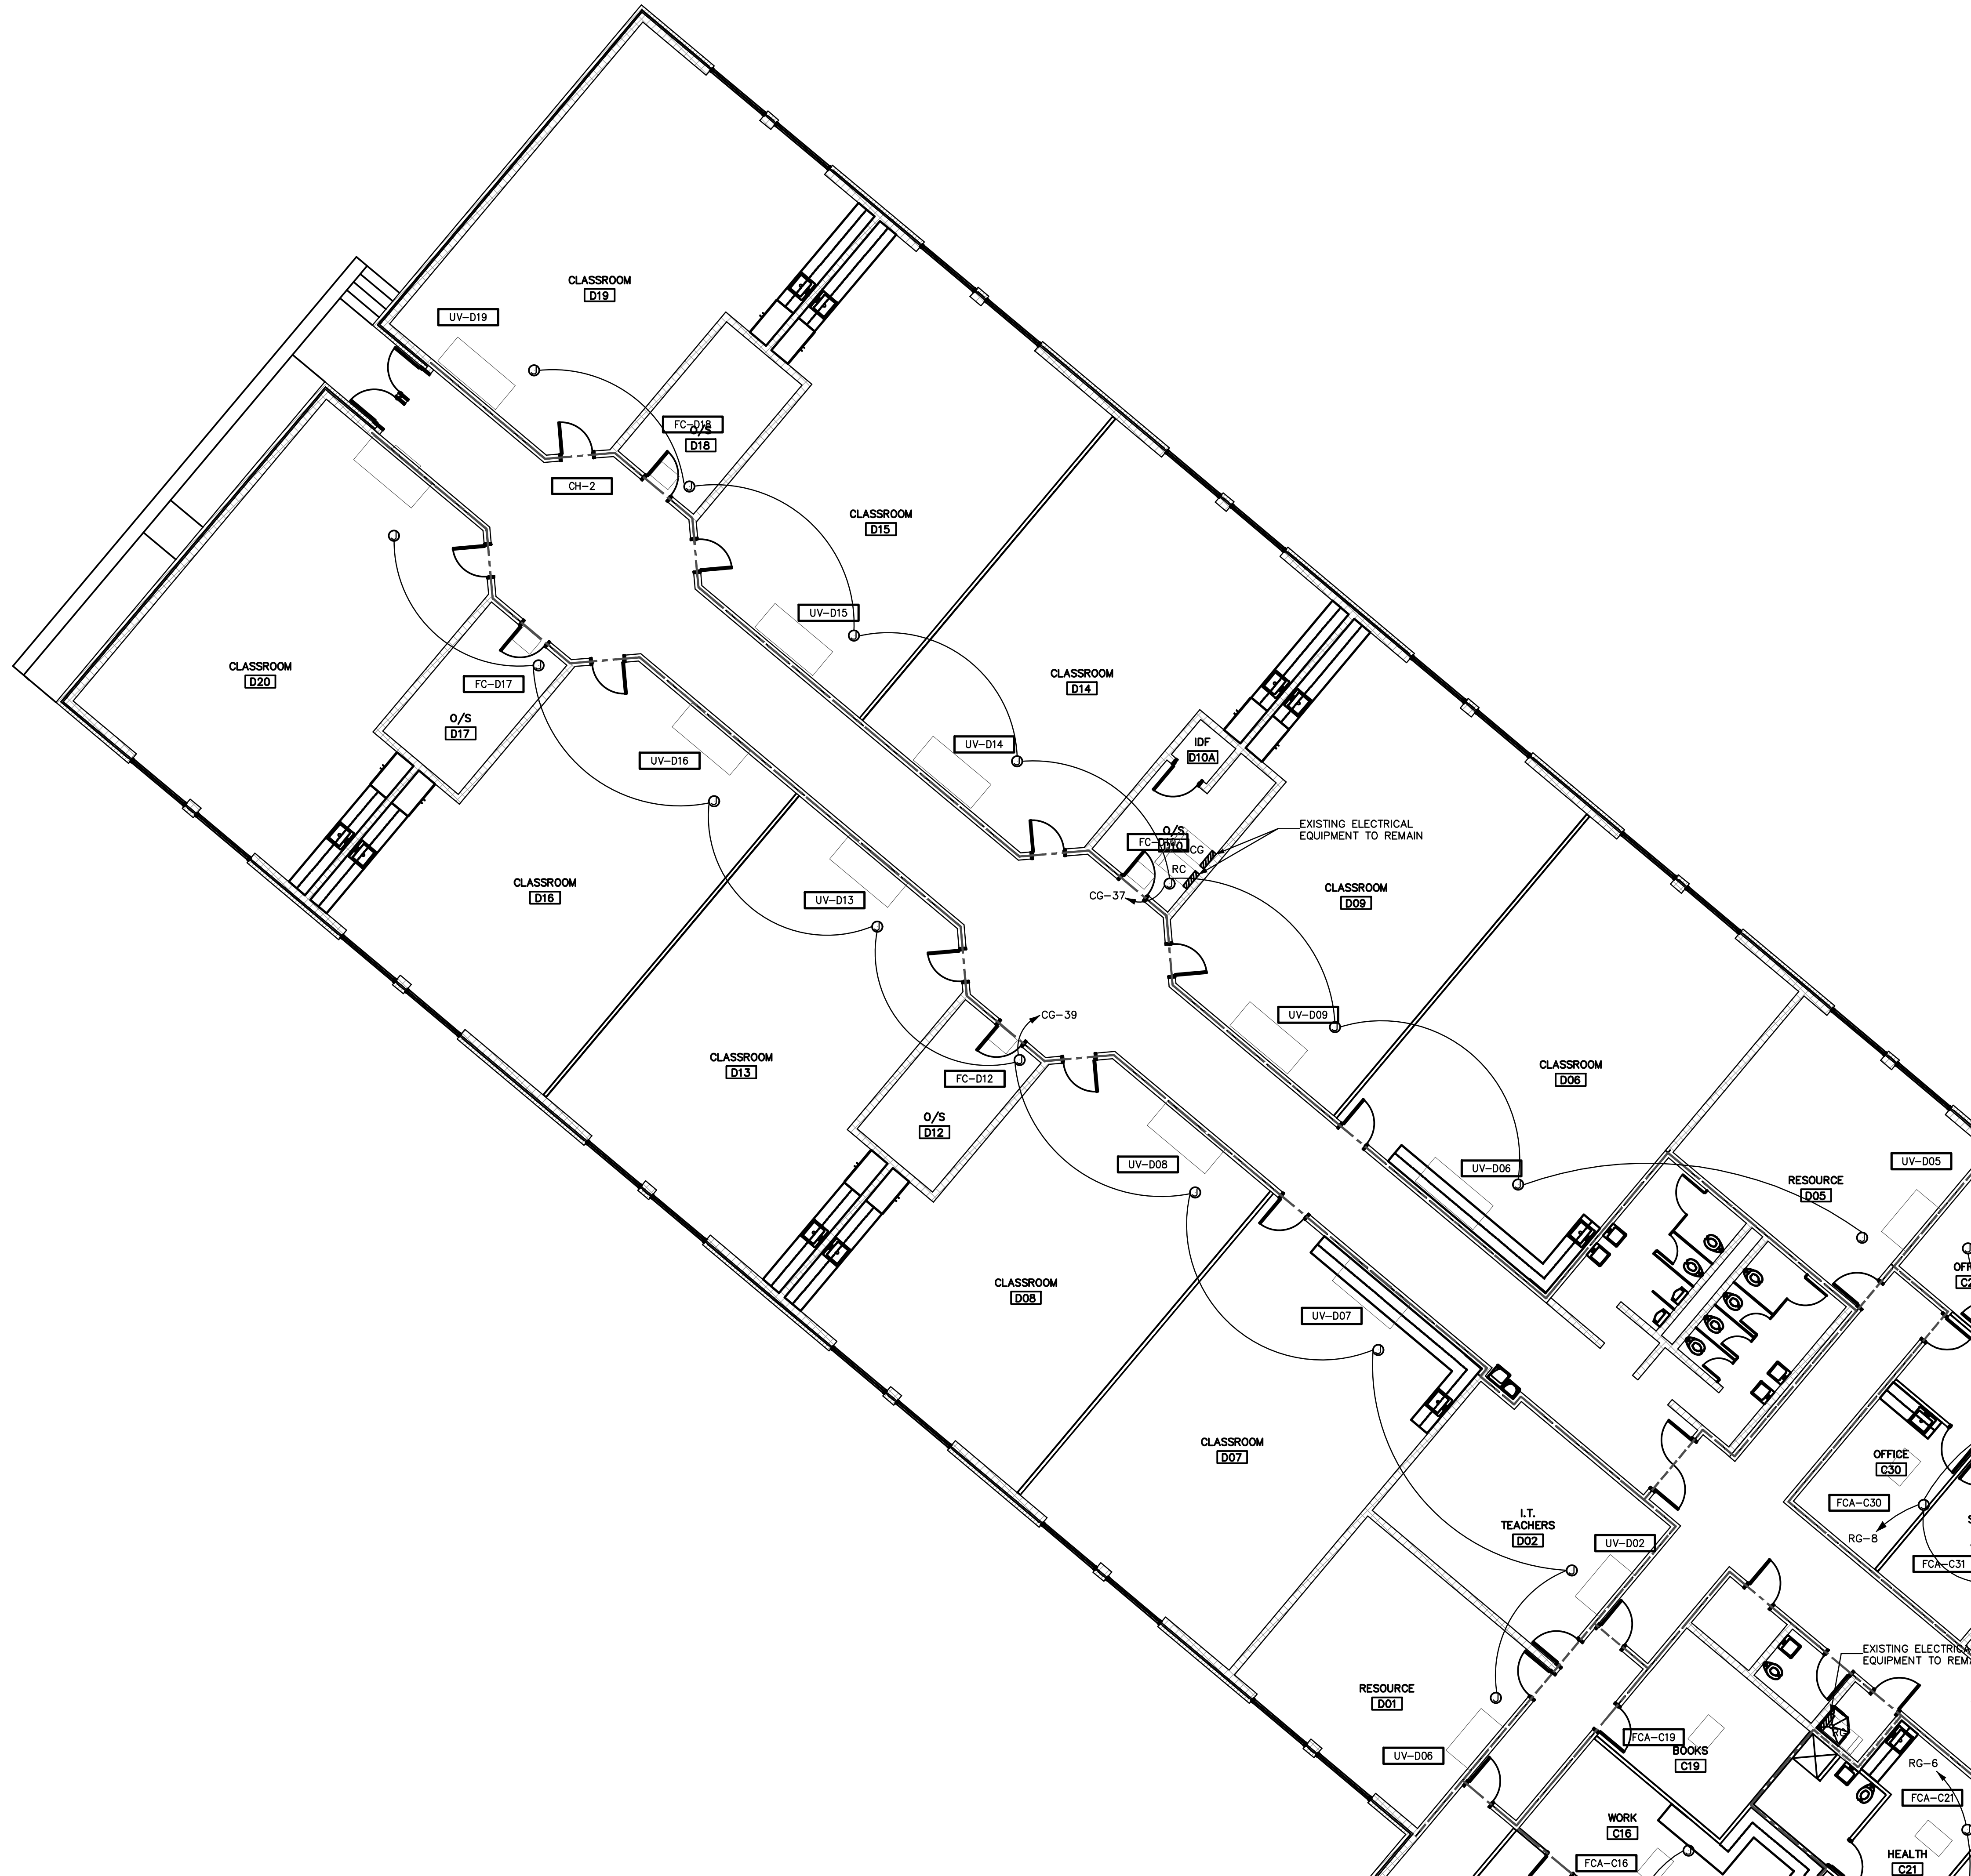 CLASSROOM
D19
UV-D19
FC-D18
O/S
D18
CH-2
CLASSROOM
D15
UV-D15
CLASSROOM
D20
FC-D17
O/S
D17
CLASSROOM
D14
UV-D14
UV-D16
IDF
D10A
EXISTING ELECTRICAL
EQUIPMENT TO REMAIN
O/S
D10
CG
RC
CG-37
CLASSROOM
D16
UV-D13
CLASSROOM
D09
UV-D09
CG-39
CLASSROOM
D13
FC-D12
O/S
D12
CLASSROOM
D06
UV-D06
UV-D08
UV-D05
RESOURCE
D05
CLASSROOM
D08
UV-D07
CLASSROOM
D07
OFFICE
C30
FCA-C30
RG-8
I.T.
TEACHERS
D02
UV-D02
FCA-C31
EXISTING
EQUIPMENT TO
RESOURCE
D01
UV-D06
FCA-C19
BOOKS
C19
RG
RG-6
FCA-C21
WORK
C16
FCA-C16
HEALTH
C21